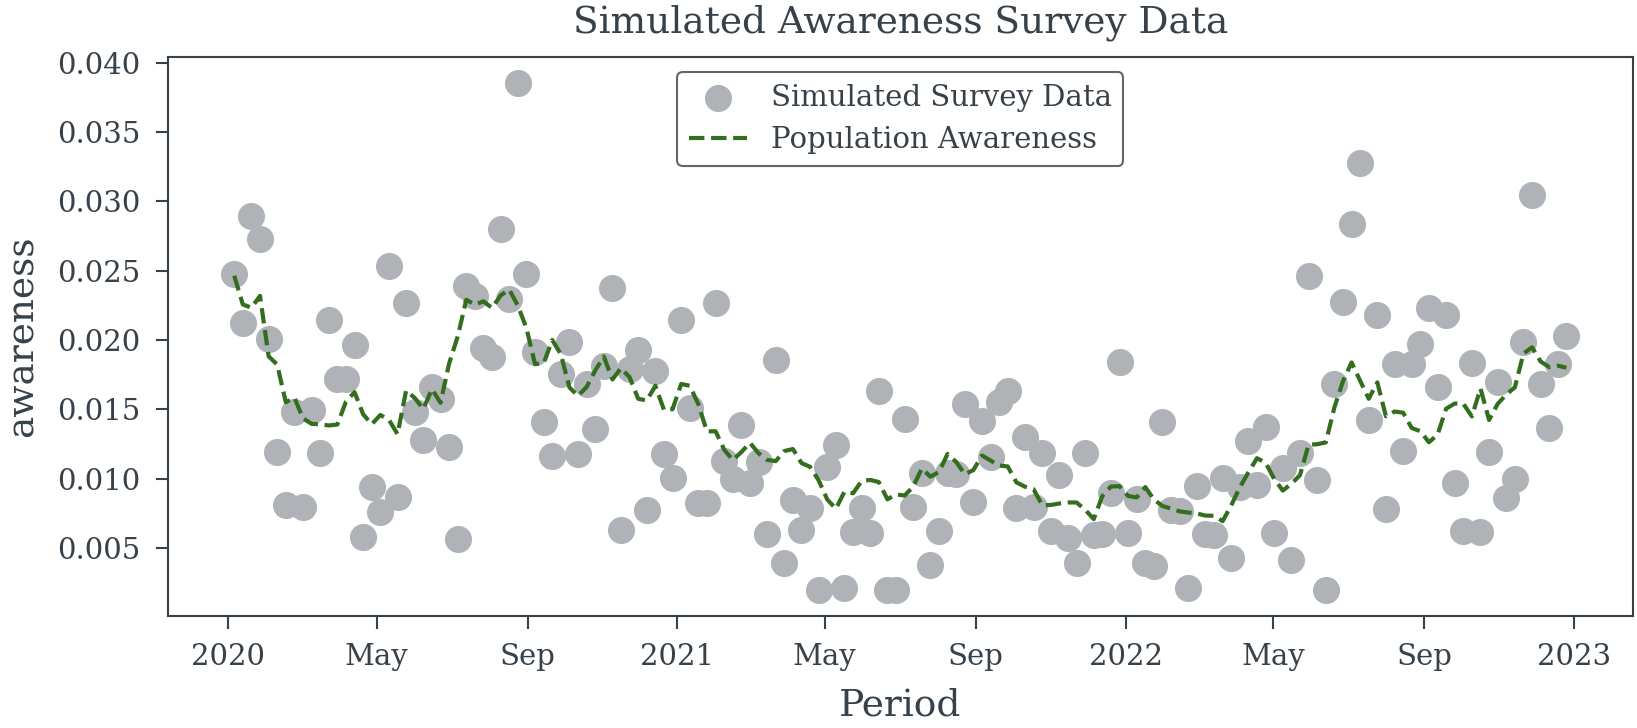 Simulated Awareness Survey Data
Simulated Survey Data
Population Awareness
awareness
0.040
0.035
0.030
0.025
0.020
0.015
0.010
0.005
2020 May Sep 2021 May Sep 2022 May Sep 2023
Period